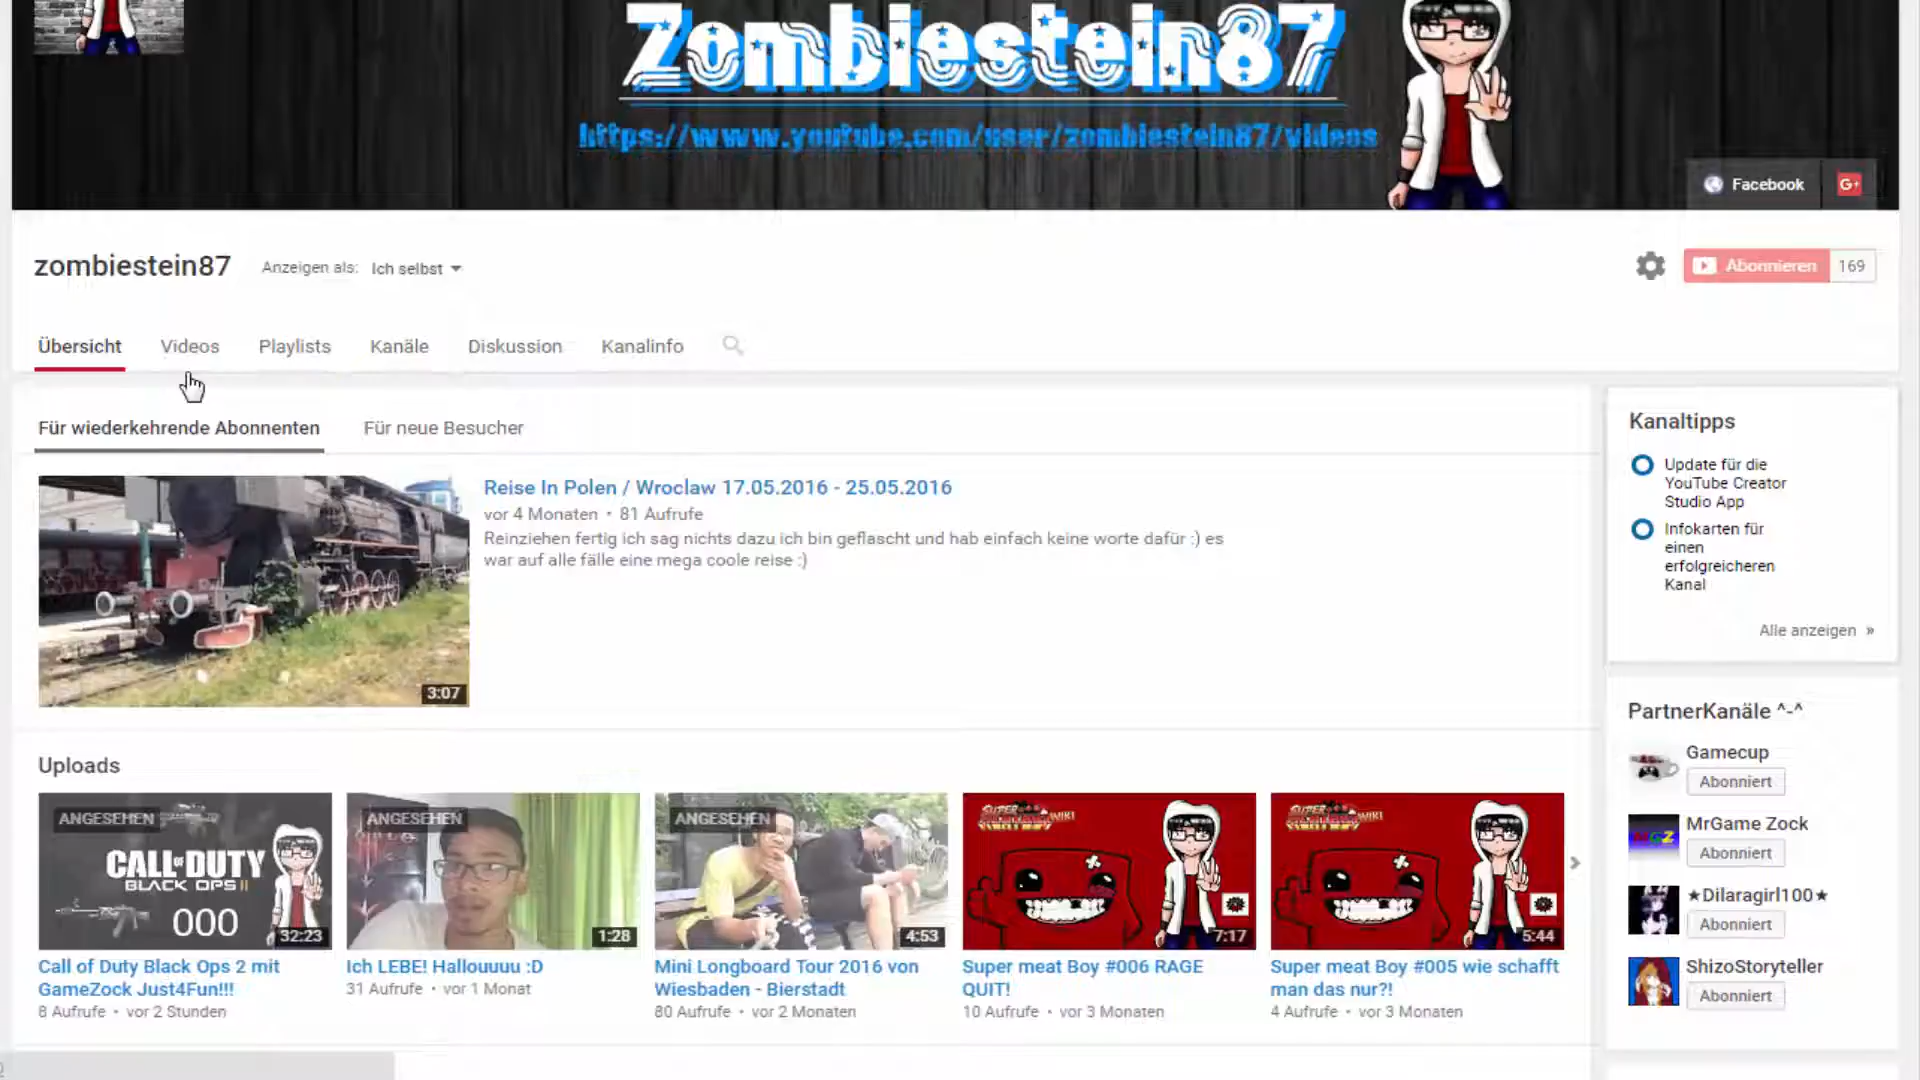 Zombiestein87
https://www.youtube.com/user/zombiestein87/videos
Facebook
G+
zombiestein87
Anzeigen als: Ich selbst
Abonnieren 169
Übersicht Videos Playlists Kanäle Diskussion Kanalinfo
Für wiederkehrende Abonnenten Für neue Besucher
Reise In Polen / Wroclaw 17.05.2016 - 25.05.2016
vor 4 Monaten • 81 Aufrufe
Reinziehen fertig ich sag nichts dazu ich bin geflascht und hab einfach keine worte dafür :) es
war auf alle fälle eine mega coole reise :)
3:07
Kanaltipps
Update für die
YouTube Creator
Studio App
Infokarten für
einen
erfolgreicheren
Kanal
Alle anzeigen »
PartnerKanäle ^-^
Gamecup
Abonniert
MrGame Zock
Abonniert
★Dilaragirl100★
Abonniert
ShizoStoryteller
Abonniert
Uploads
ANGESEHEN
CALL OF DUTY
BLACK OPS II
000
32:23
Call of Duty Black Ops 2 mit
GameZock Just4Fun!!!
8 Aufrufe • vor 2 Stunden
ANGESEHEN
1:28
Ich LEBE! Hallouuuu :D
31 Aufrufe • vor 1 Monat
ANGESEHEN
4:53
Mini Longboard Tour 2016 von
Wiesbaden - Bierstadt
80 Aufrufe • vor 2 Monaten
SUPER
MEAT BOY WIKI
7:17
Super meat Boy #006 RAGE
QUIT!
10 Aufrufe • vor 3 Monaten
SUPER
MEAT BOY WIKI
5:44
Super meat Boy #005 wie schafft
man das nur?!
4 Aufrufe • vor 3 Monaten